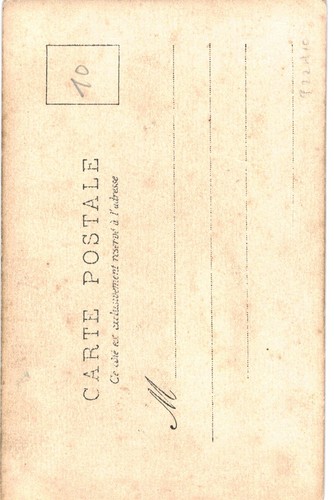 10
CARTE POSTALE
Ce côté est exclusivement réservé à l'adresse
M